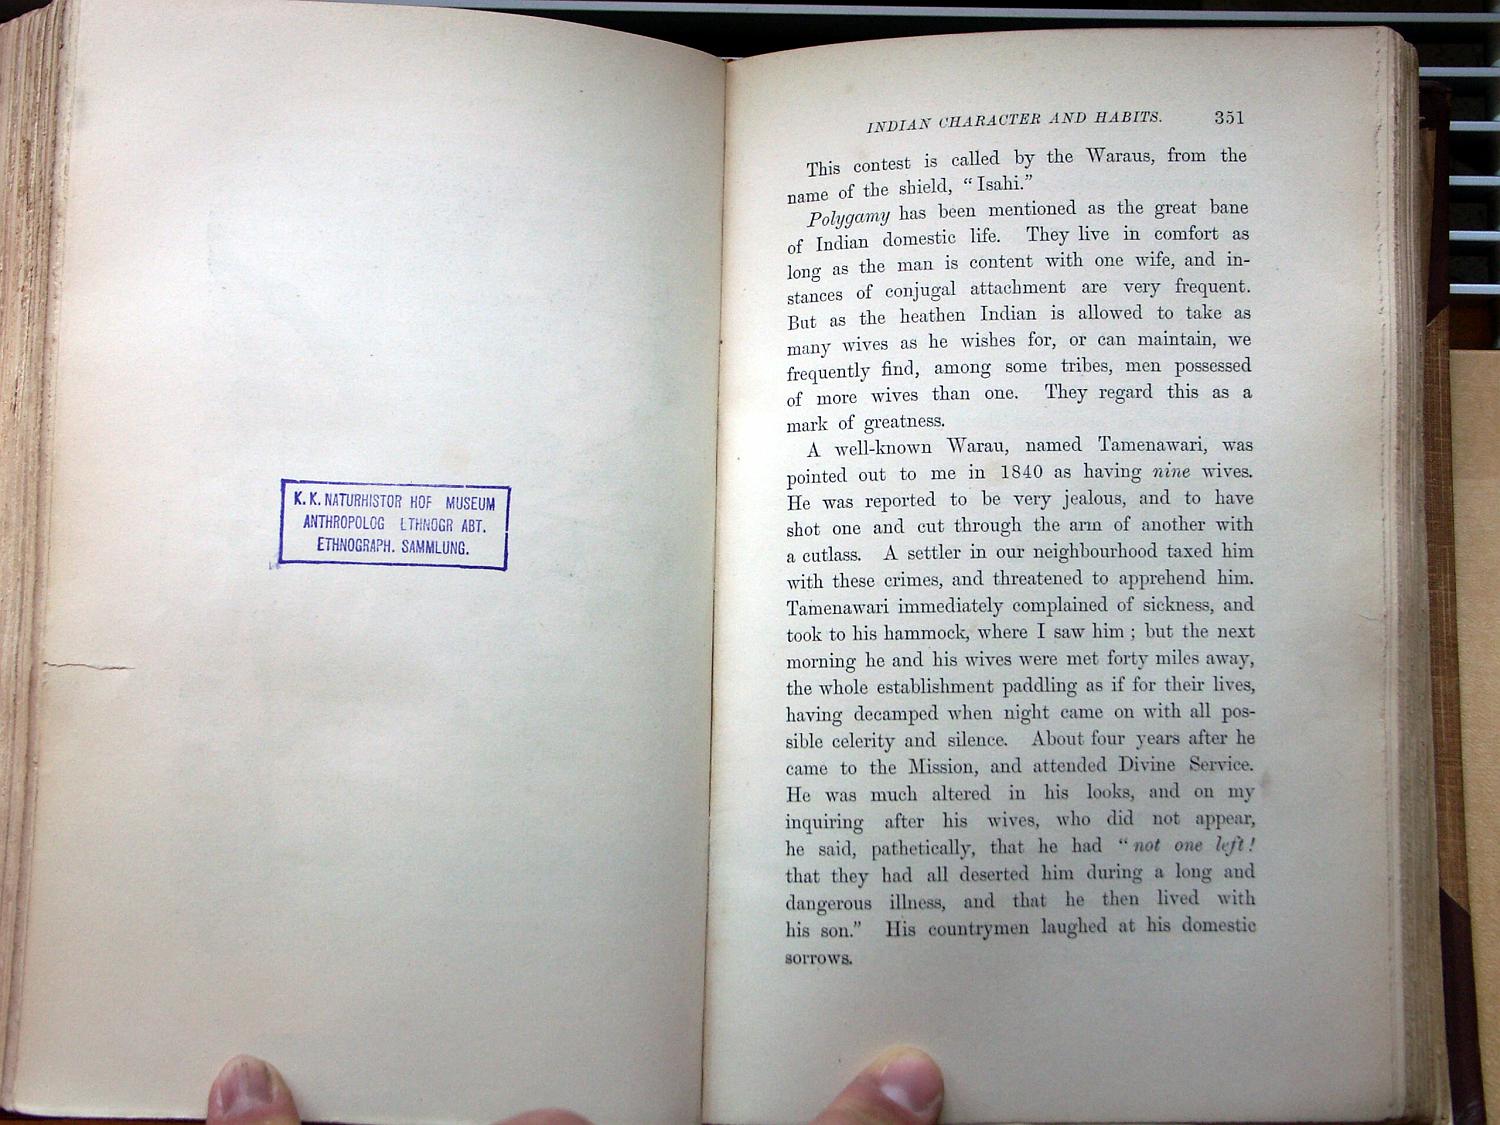 K. K. NATURHISTOR HOF MUSEUM
ANTHROPOLOG ETHNOGR ABT.
ETHNOGRAPH. SAMMLUNG.
INDIAN CHARACTER AND HABITS. 351
This contest is called by the Waraus, from the
name of the shield, “ Isahi.”
Polygamy has been mentioned as the great bane
of Indian domestic life. They live in comfort as
long as the man is content with one wife, and in-
stances of conjugal attachment are very frequent.
But as the heathen Indian is allowed to take as
many wives as he wishes for, or can maintain, we
frequently find, among some tribes, men possessed
of more wives than one. They regard this as a
mark of greatness.
A well-known Warau, named Tamenawari, was
pointed out to me in 1840 as having nine wives.
He was reported to be very jealous, and to have
shot one and cut through the arm of another with
a cutlass. A settler in our neighbourhood taxed him
with these crimes, and threatened to apprehend him.
Tamenawari immediately complained of sickness, and
took to his hammock, where I saw him ; but the next
morning he and his wives were met forty miles away,
the whole establishment paddling as if for their lives,
having decamped when night came on with all pos-
sible celerity and silence. About four years after he
came to the Mission, and attended Divine Service.
He was much altered in his looks, and on my
inquiring after his wives, who did not appear,
he said, pathetically, that he had “ not one left!
that they had all deserted him during a long and
dangerous illness, and that he then lived with
his son.” His countrymen laughed at his domestic
sorrows.